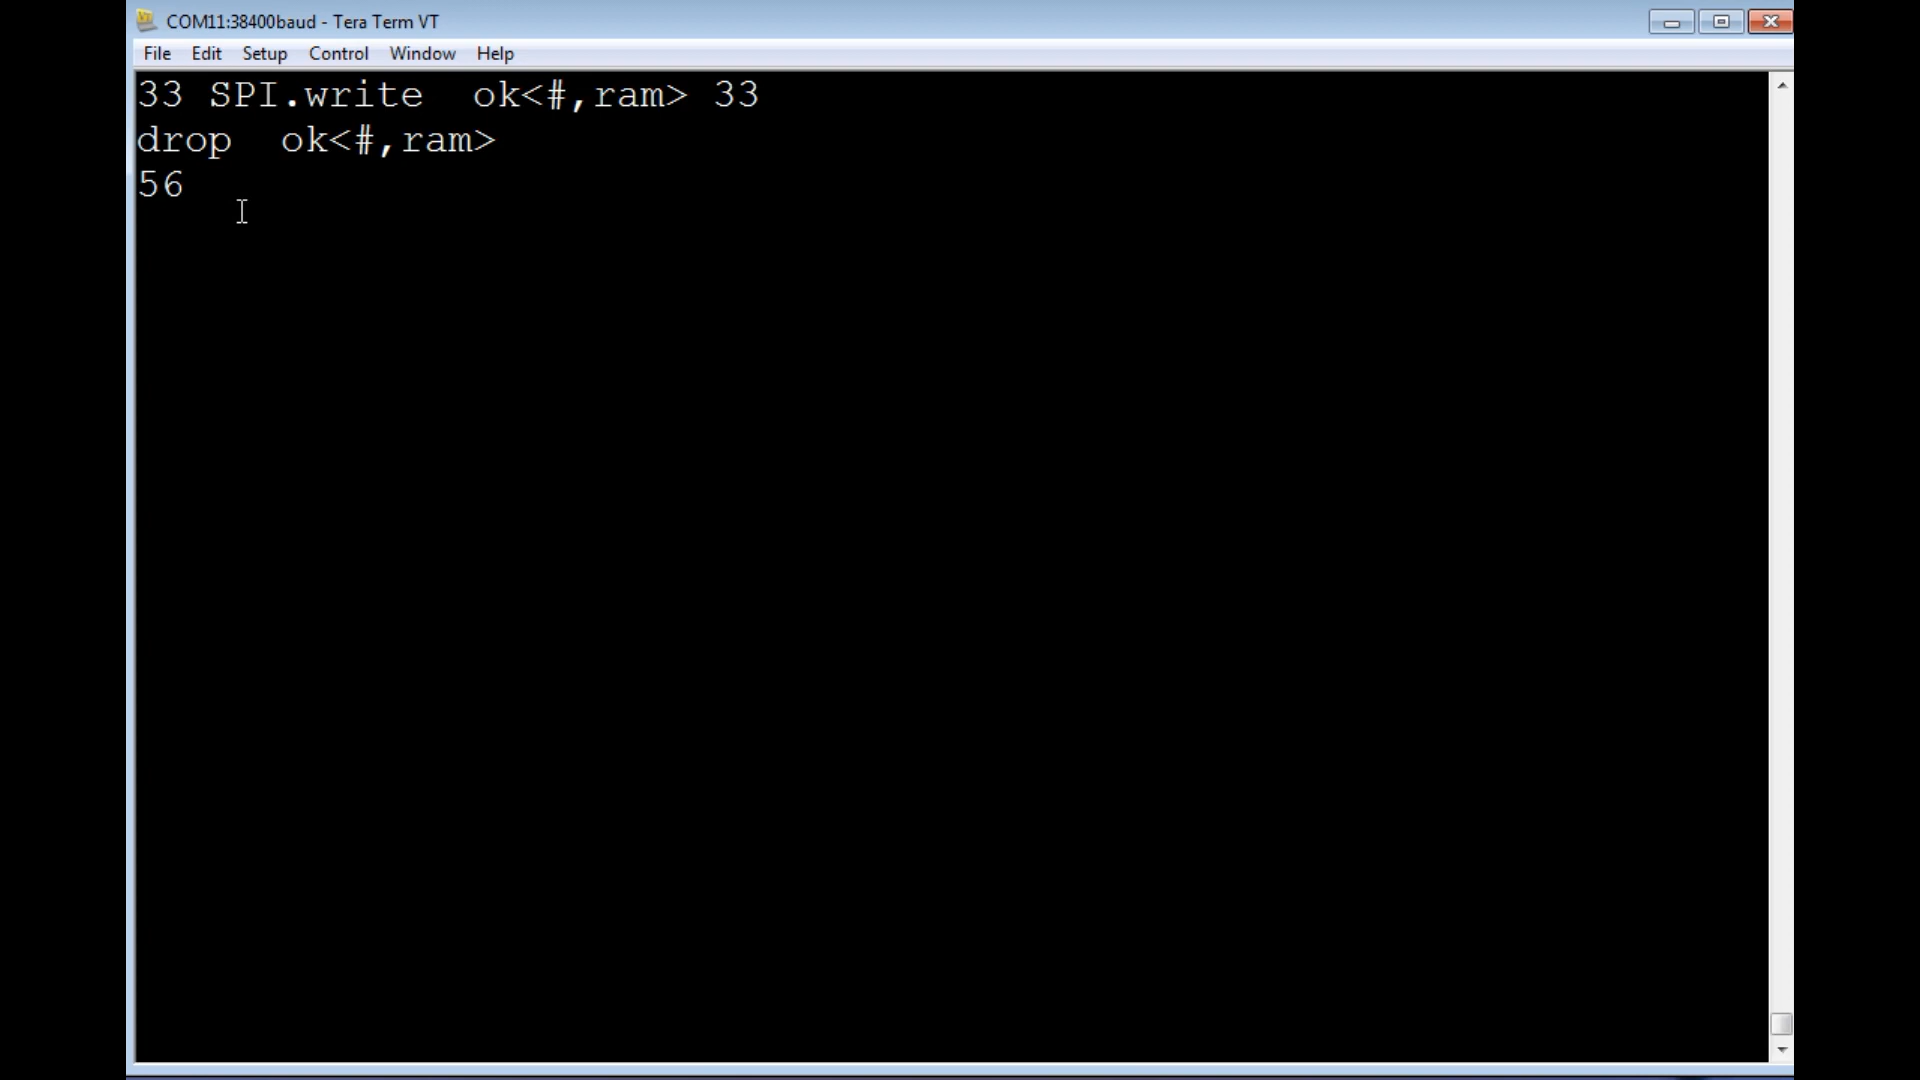 COM11:38400baud - Tera Term VT
File Edit Setup Control Window Help
33 SPI.write  ok<#,ram> 33
drop  ok<#,ram>
56